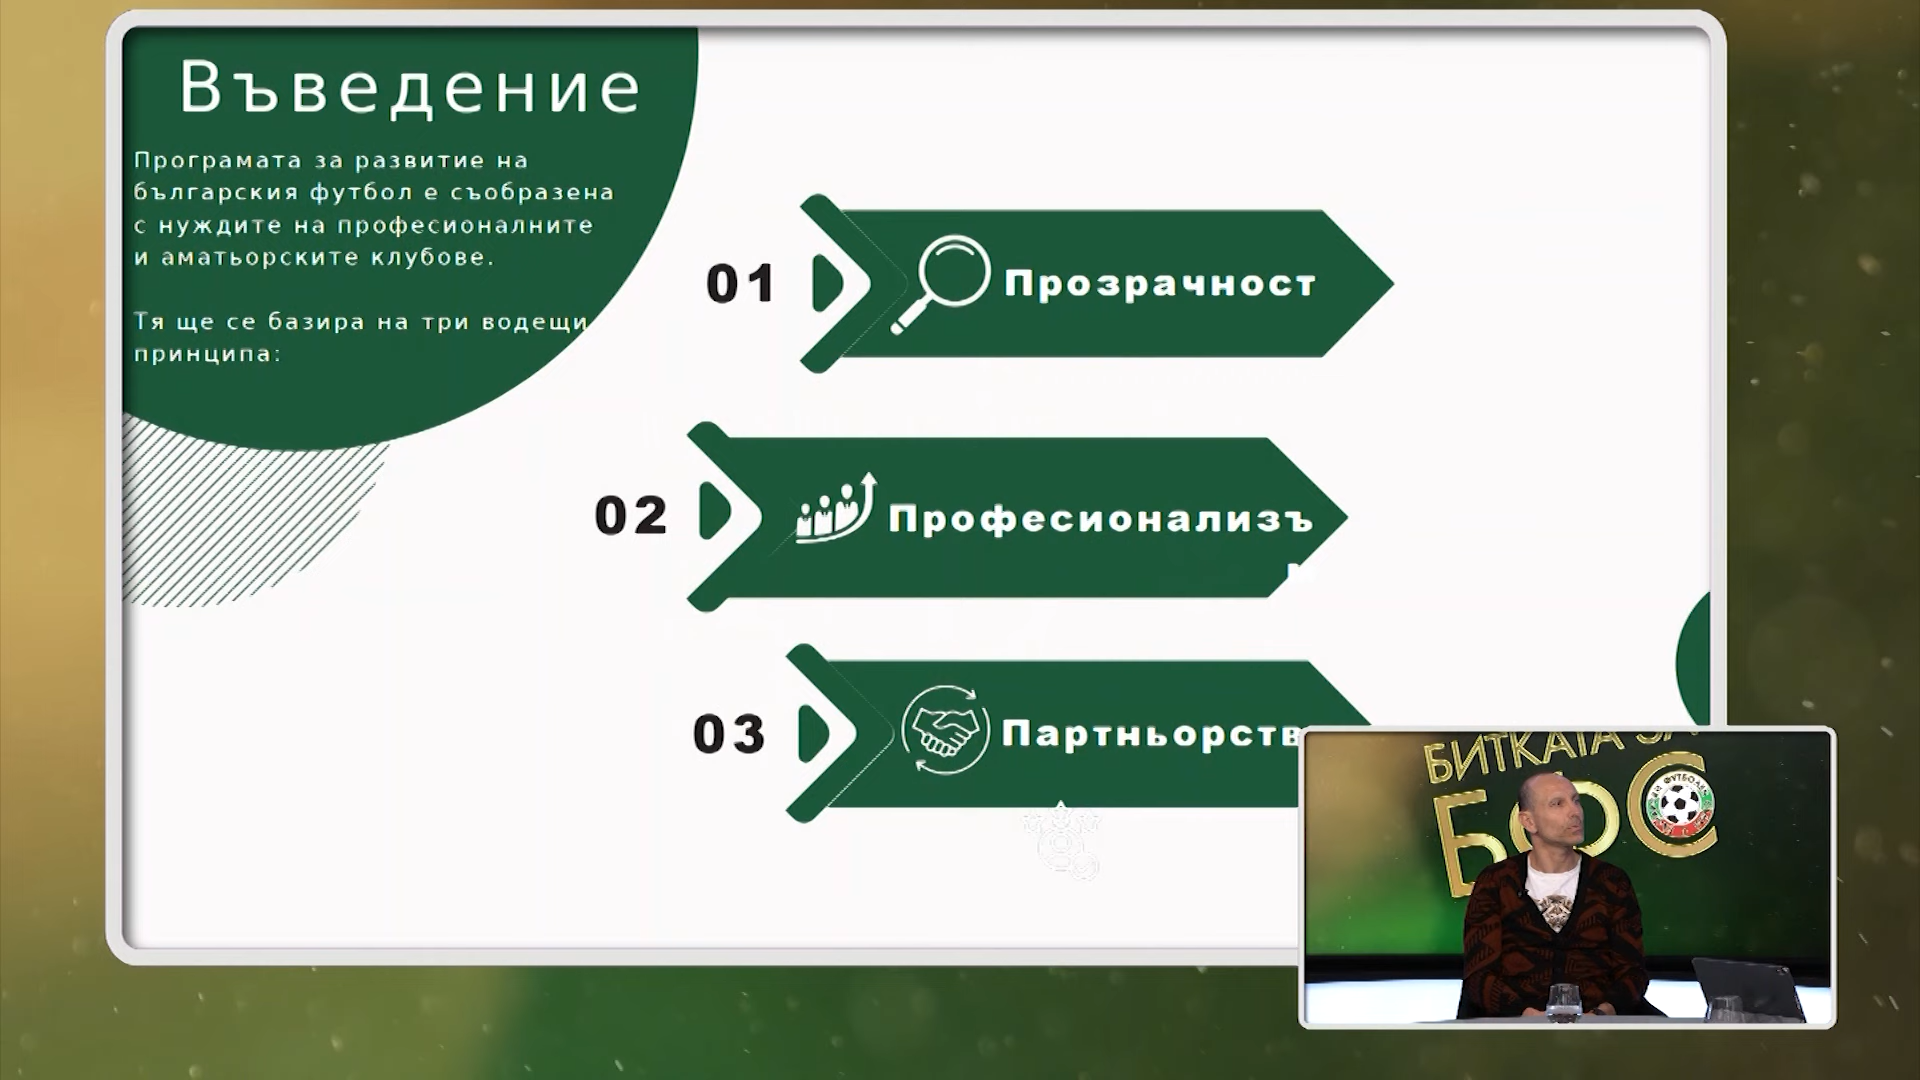 Въведение
Програмата за развитие на
българския футбол е съобразена
с нуждите на професионалните
и аматьорските клубове.
Тя ще се базира на три водещи
принципа:
01
Прозрачност
02
Професионализъ
03
Партньорств
БИТКАТА ЗА
БФС